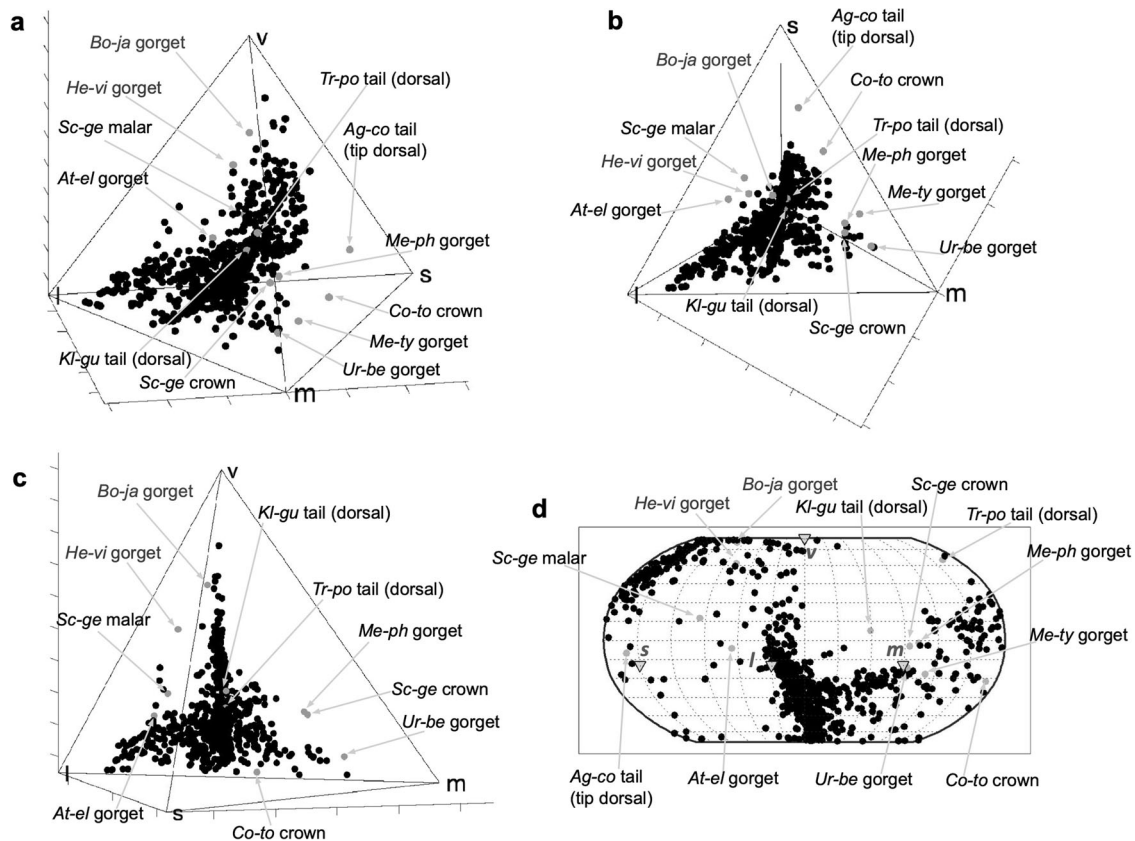 a
v
Bo-ja gorget
Tr-po tail (dorsal)
He-vi gorget
Sc-ge malar
Ag-co tail
(tip dorsal)
At-el gorget
Me-ph gorget
s
l
Co-to crown
Me-ty gorget
Kl-gu tail (dorsal)
Ur-be gorget
Sc-ge crown
m
b
s
Ag-co tail
(tip dorsal)
Bo-ja gorget
Co-to crown
Sc-ge malar
Tr-po tail (dorsal)
He-vi gorget
Me-ph gorget
Me-ty gorget
At-el gorget
Ur-be gorget
l
m
Kl-gu tail (dorsal)
Sc-ge crown
c
v
Bo-ja gorget
Kl-gu tail (dorsal)
He-vi gorget
Tr-po tail (dorsal)
Sc-ge malar
Me-ph gorget
Sc-ge crown
Ur-be gorget
l
m
At-el gorget
s
Co-to crown
d
Sc-ge crown
Bo-ja gorget
He-vi gorget
Kl-gu tail (dorsal)
Tr-po tail (dorsal)
Sc-ge malar
v
Me-ph gorget
Me-ty gorget
s
l
m
Ag-co tail
(tip dorsal)
At-el gorget
Ur-be gorget
Co-to crown